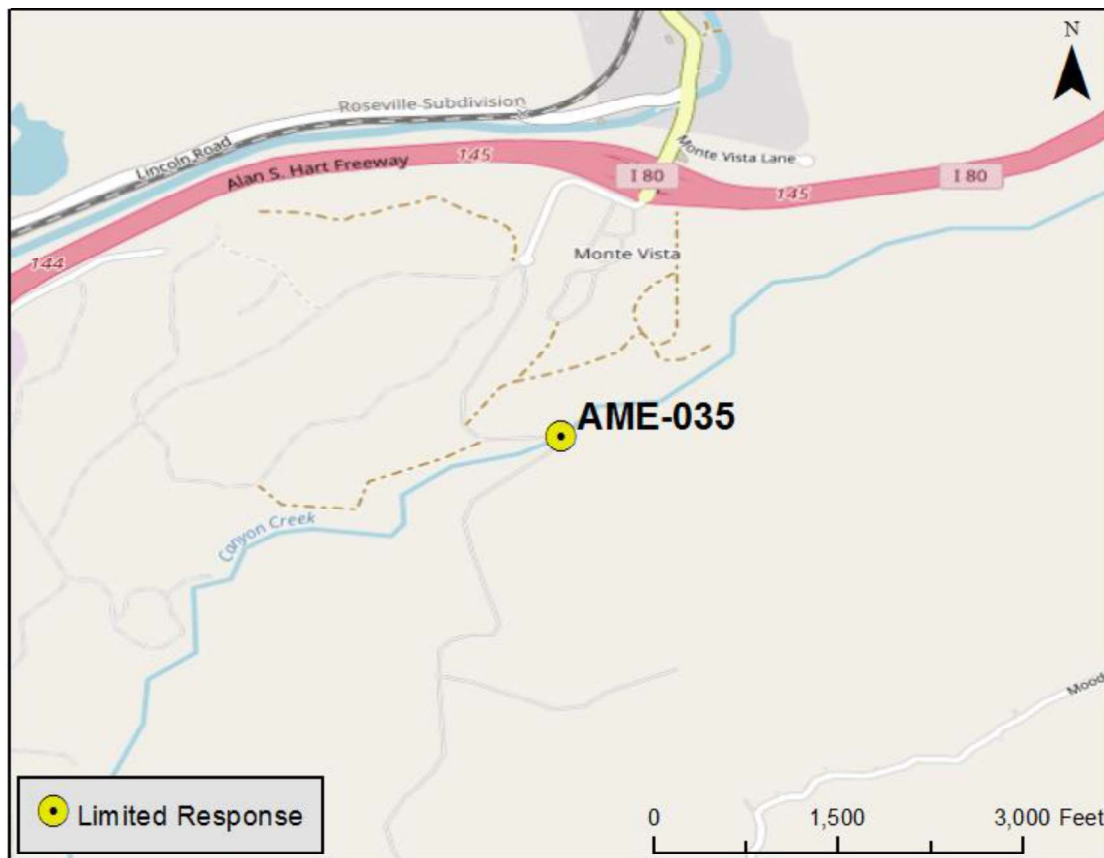 N
Roseville Subdivision
Lincoln Road
Alan S. Hart Freeway
145
Monte Vista Lane
I 80
145
I 80
144
Monte Vista
AME-035
Canyon Creek
Mood
Limited Response
0 1,500 3,000 Feet